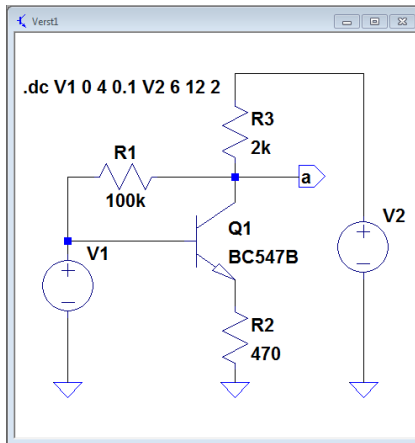 Verst1
.dc V1 0 4 0.1 V2 6 12 2
R3
2k
R1
100k
a
Q1
BC547B
V1
V2
R2
470